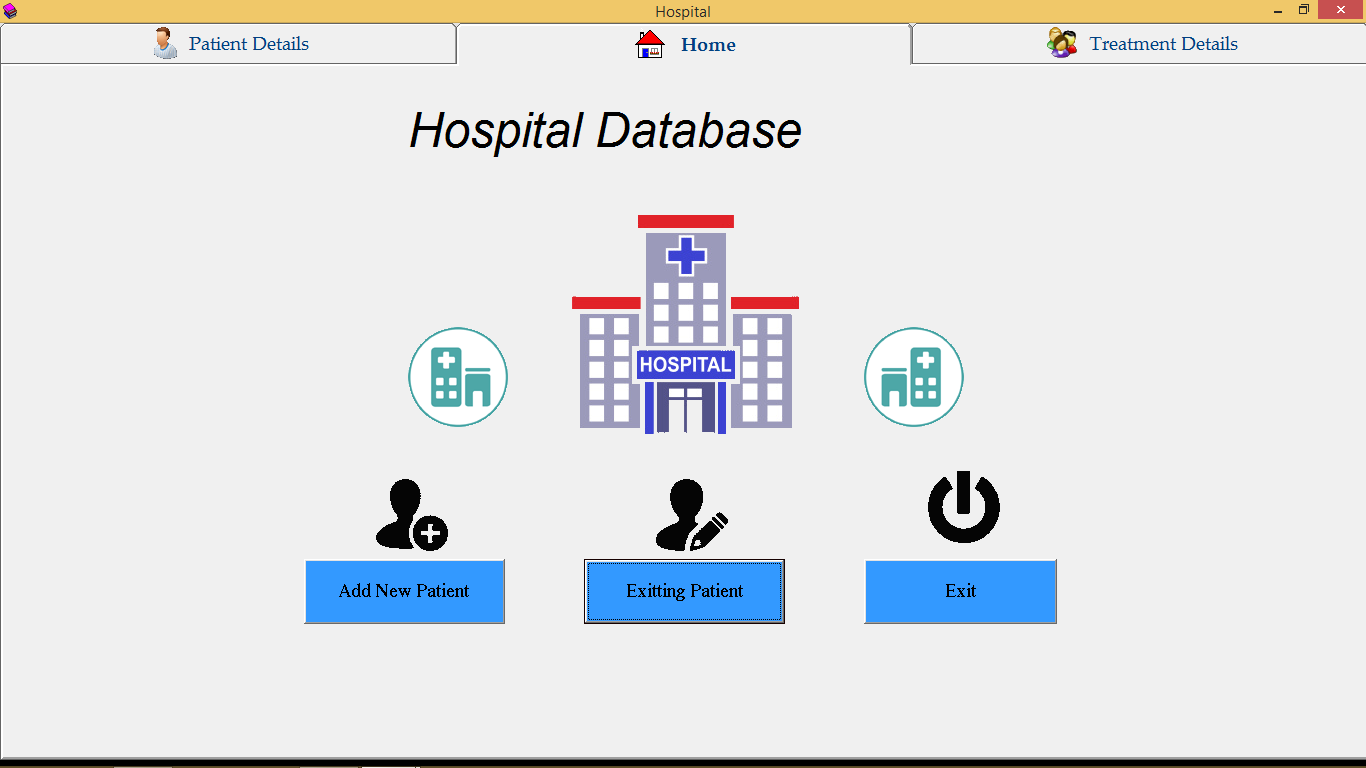 Hospital
Patient Details
Home
Treatment Details
Hospital Database
HOSPITAL
Add New Patient
Exitting Patient
Exit